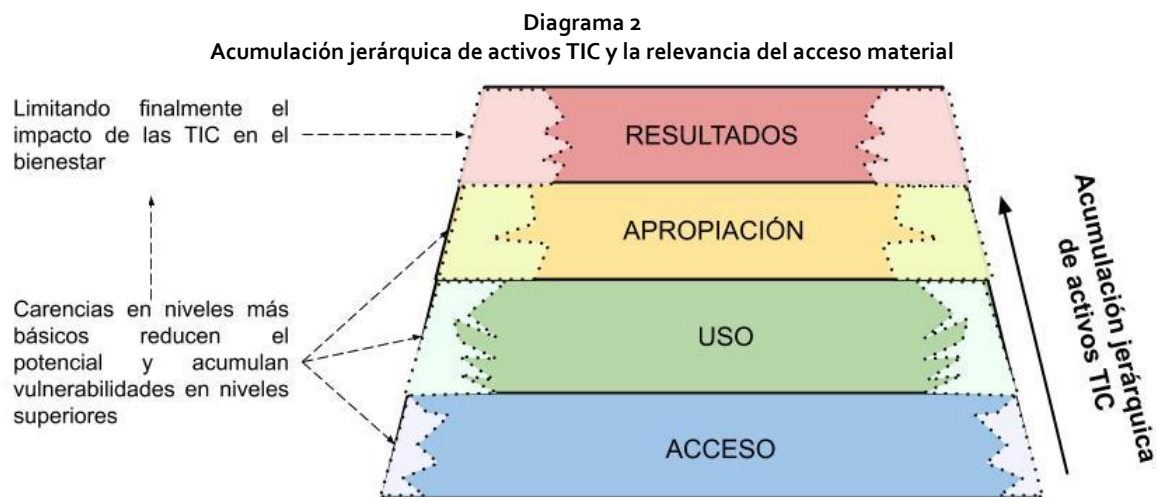 Diagrama 2
Acumulación jerárquica de activos TIC y la relevancia del acceso material
Limitando finalmente el
impacto de las TIC en el
bienestar
RESULTADOS
APROPIACIÓN
Carencias en niveles más
básicos reducen el
potencial y acumulan
vulnerabilidades en niveles
superiores
USO
ACCESO
Acumulación jerárquica
de activos TIC